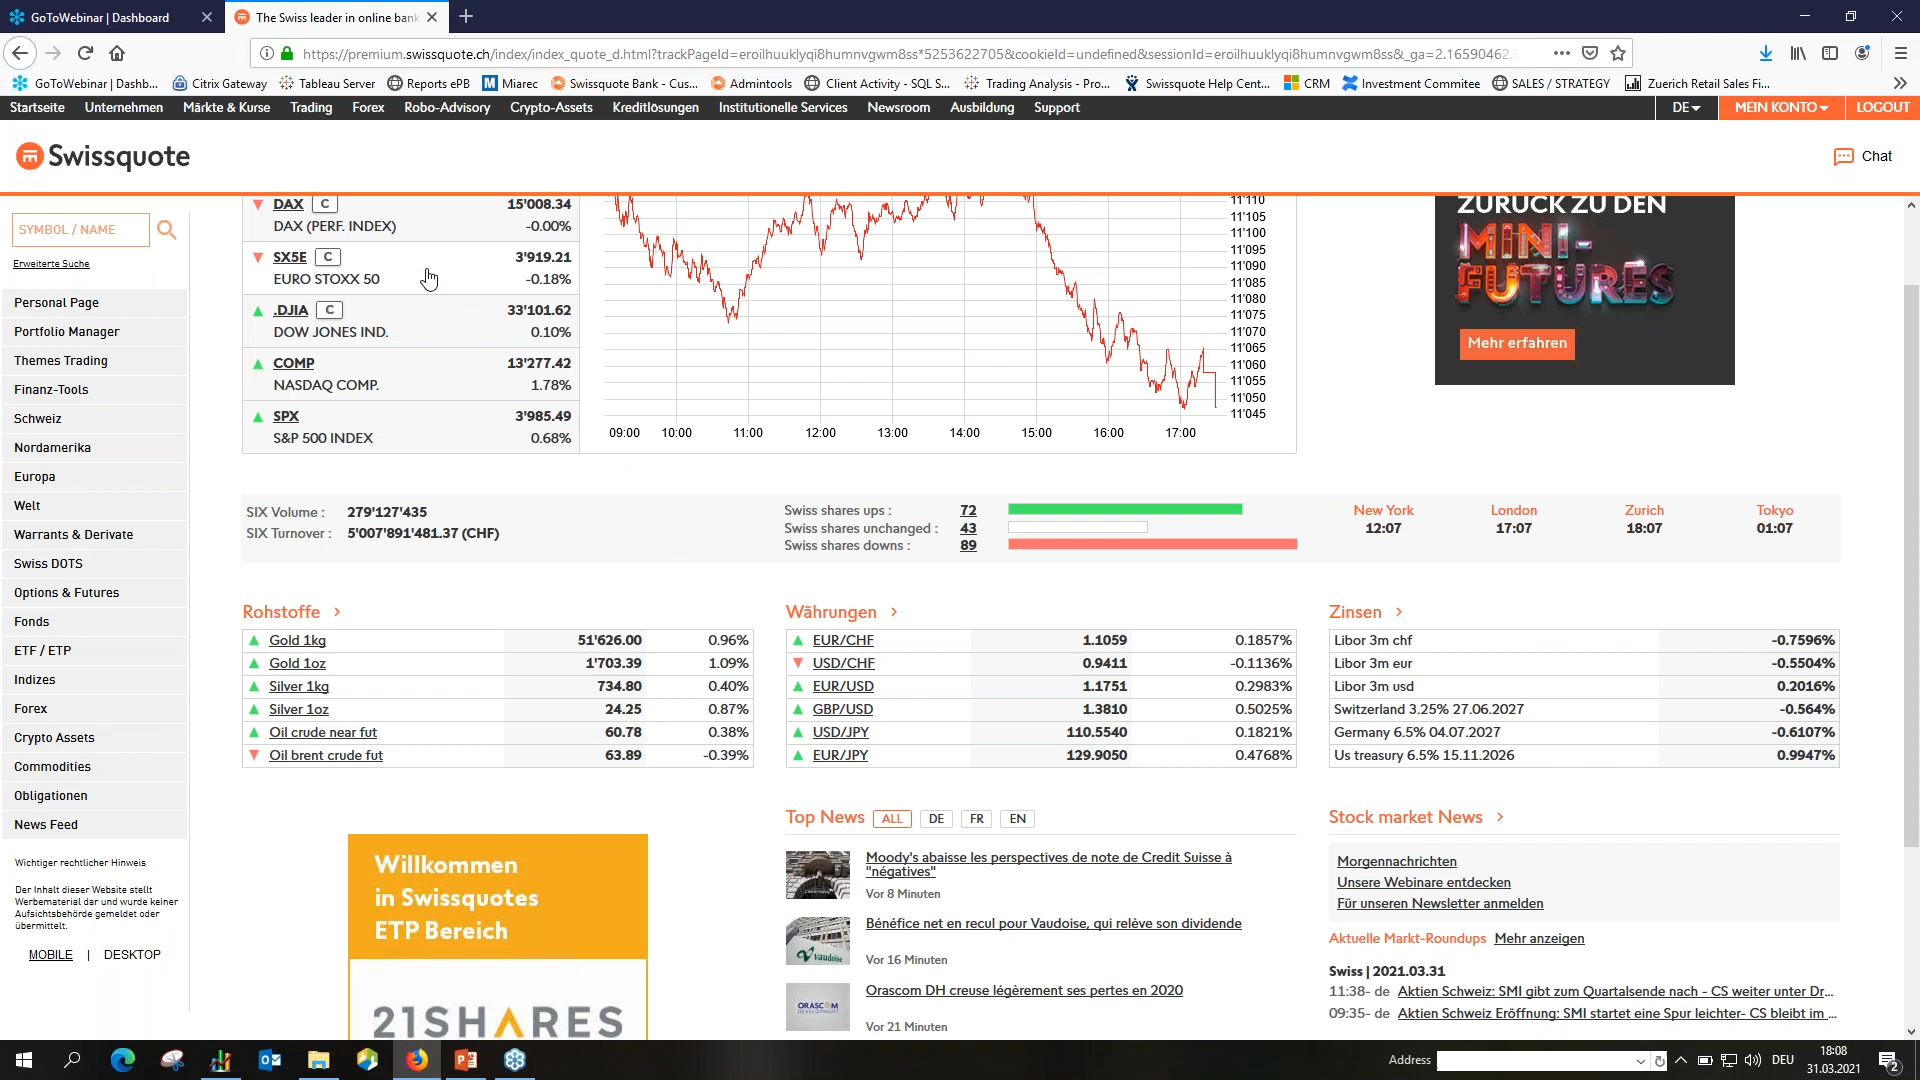 GoToWebinar | Dashboard
The Swiss leader in online bank
https://premium.swissquote.ch/index/index_quote_d.html?trackPageId=eroilhuuklyqi8humnvgwm8ss*5253622705&cookieId=undefined&sessionId=eroilhuuklyqi8humnvgwm8ss&_ga=2.16590462.5
GoToWebinar | Dashb... Citrix Gateway Tableau Server Reports ePB Miarec Swissquote Bank - Cus... Admintools Client Activity - SQL S... Trading Analysis - Pro... Swissquote Help Cent... CRM Investment Commitee SALES / STRATEGY Zuerich Retail Sales Fi...
Startseite Unternehmen Märkte & Kurse Trading Forex Robo-Advisory Crypto-Assets Kreditlösungen Institutionelle Services Newsroom Ausbildung Support DE MEIN KONTO LOGOUT
Swissquote
Chat
SYMBOL / NAME
Erweiterte Suche
Personal Page
Portfolio Manager
Themes Trading
Finanz-Tools
Schweiz
Nordamerika
Europa
Welt
Warrants & Derivate
Swiss DOTS
Options & Futures
Fonds
ETF / ETP
Indizes
Forex
Crypto Assets
Commodities
Obligationen
News Feed
Wichtiger rechtlicher Hinweis
Der Inhalt dieser Website stellt
Werbematerial dar und wurde keiner
Aufsichtsbehörde gemeldet oder
übermittelt.
MOBILE | DESKTOP
DAX C 15'008.34
DAX (PERF. INDEX) -0.00%
SX5E C 3'919.21
EURO STOXX 50 -0.18%
.DJIA C 33'101.62
DOW JONES IND. 0.10%
COMP 13'277.42
NASDAQ COMP. 1.78%
SPX 3'985.49
S&P 500 INDEX 0.68%
11'110
11'105
11'100
11'095
11'090
11'085
11'080
11'075
11'070
11'065
11'060
11'055
11'050
11'045
09:00 10:00 11:00 12:00 13:00 14:00 15:00 16:00 17:00
ZURÜCK ZU DEN
MINI-
FUTURES
Mehr erfahren
SIX Volume : 279'127'435
SIX Turnover : 5'007'891'481.37 (CHF)
Swiss shares ups : 72
Swiss shares unchanged : 43
Swiss shares downs : 89
New York London Zurich Tokyo
12:07 17:07 18:07 01:07
Rohstoffe
Gold 1kg 51'626.00 0.96%
Gold 1oz 1'703.39 1.09%
Silver 1kg 734.80 0.40%
Silver 1oz 24.25 0.87%
Oil crude near fut 60.78 0.38%
Oil brent crude fut 63.89 -0.39%
Währungen
EUR/CHF 1.1059 0.1857%
USD/CHF 0.9411 -0.1136%
EUR/USD 1.1751 0.2983%
GBP/USD 1.3810 0.5025%
USD/JPY 110.5540 0.1821%
EUR/JPY 129.9050 0.4768%
Zinsen
Libor 3m chf -0.7596%
Libor 3m eur -0.5504%
Libor 3m usd 0.2016%
Switzerland 3.25% 27.06.2027 -0.564%
Germany 6.5% 04.07.2027 -0.6107%
Us treasury 6.5% 15.11.2026 0.9947%
Willkommen
in Swissquotes
ETP Bereich
21SHARES
Top News ALL DE FR EN
Moody's abaisse les perspectives de note de Credit Suisse à
"négatives"
Vor 8 Minuten
Vaudoise
Bénéfice net en recul pour Vaudoise, qui relève son dividende
Vor 16 Minuten
ORASCOM
Orascom DH creuse légèrement ses pertes en 2020
Vor 21 Minuten
Stock market News
Morgennachrichten
Unsere Webinare entdecken
Für unseren Newsletter anmelden
Aktuelle Markt-Roundups Mehr anzeigen
Swiss | 2021.03.31
11:38- de Aktien Schweiz: SMI gibt zum Quartalsende nach - CS weiter unter Dr...
09:35- de Aktien Schweiz Eröffnung: SMI startet eine Spur leichter- CS bleibt im ...
Address
DEU
18:08
31.03.2021
2